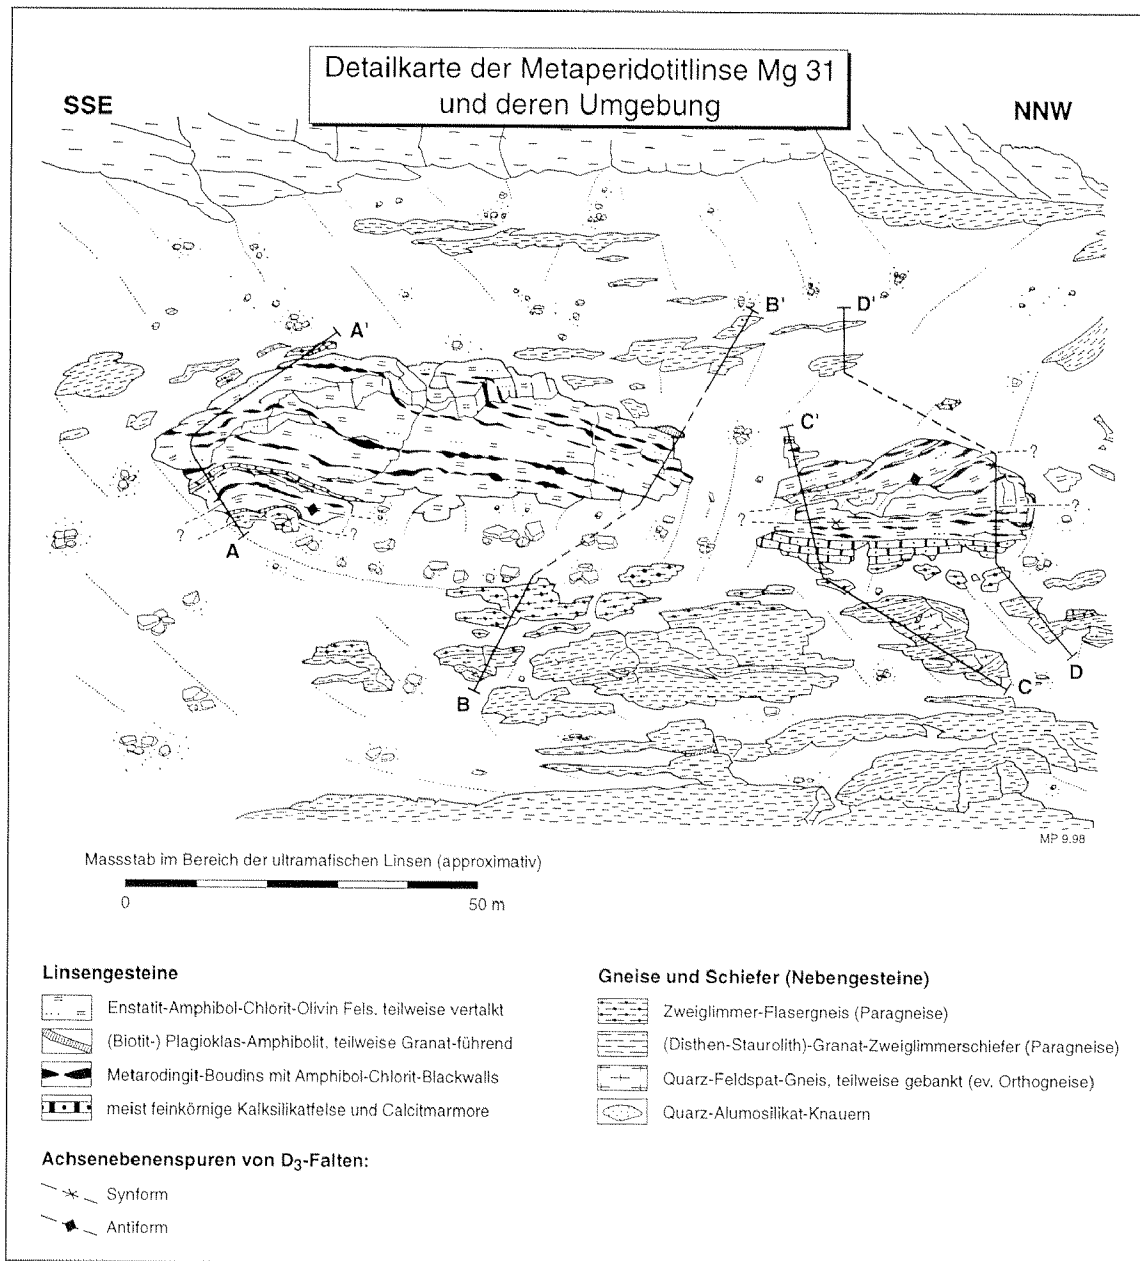 Detailkarte der Metaperidotitlinse Mg 31
und deren Umgebung
SSE
NNW
A'
B'
D'
C'
?
?
?
?
?
A
B
C
D
MP 9.98
Massstab im Bereich der ultramafischen Linsen (approximativ)
0
50 m
Linsengesteine
Enstatit-Amphibol-Chlorit-Olivin Fels, teilweise vertalkt
(Biotit-) Plagioklas-Amphibolit, teilweise Granat-führend
Metarodingit-Boudins mit Amphibol-Chlorit-Blackwalls
meist feinkörnige Kalksilikatfelse und Calcitmarmore
Achsenebenenspuren von D3-Falten:
Synform
Antiform
Gneise und Schiefer (Nebengesteine)
Zweiglimmer-Flasergneis (Paragneise)
(Disthen-Staurolith)-Granat-Zweiglimmerschiefer (Paragneise)
Quarz-Feldspat-Gneis, teilweise gebankt (ev. Orthogneise)
Quarz-Alumosilikat-Knauern